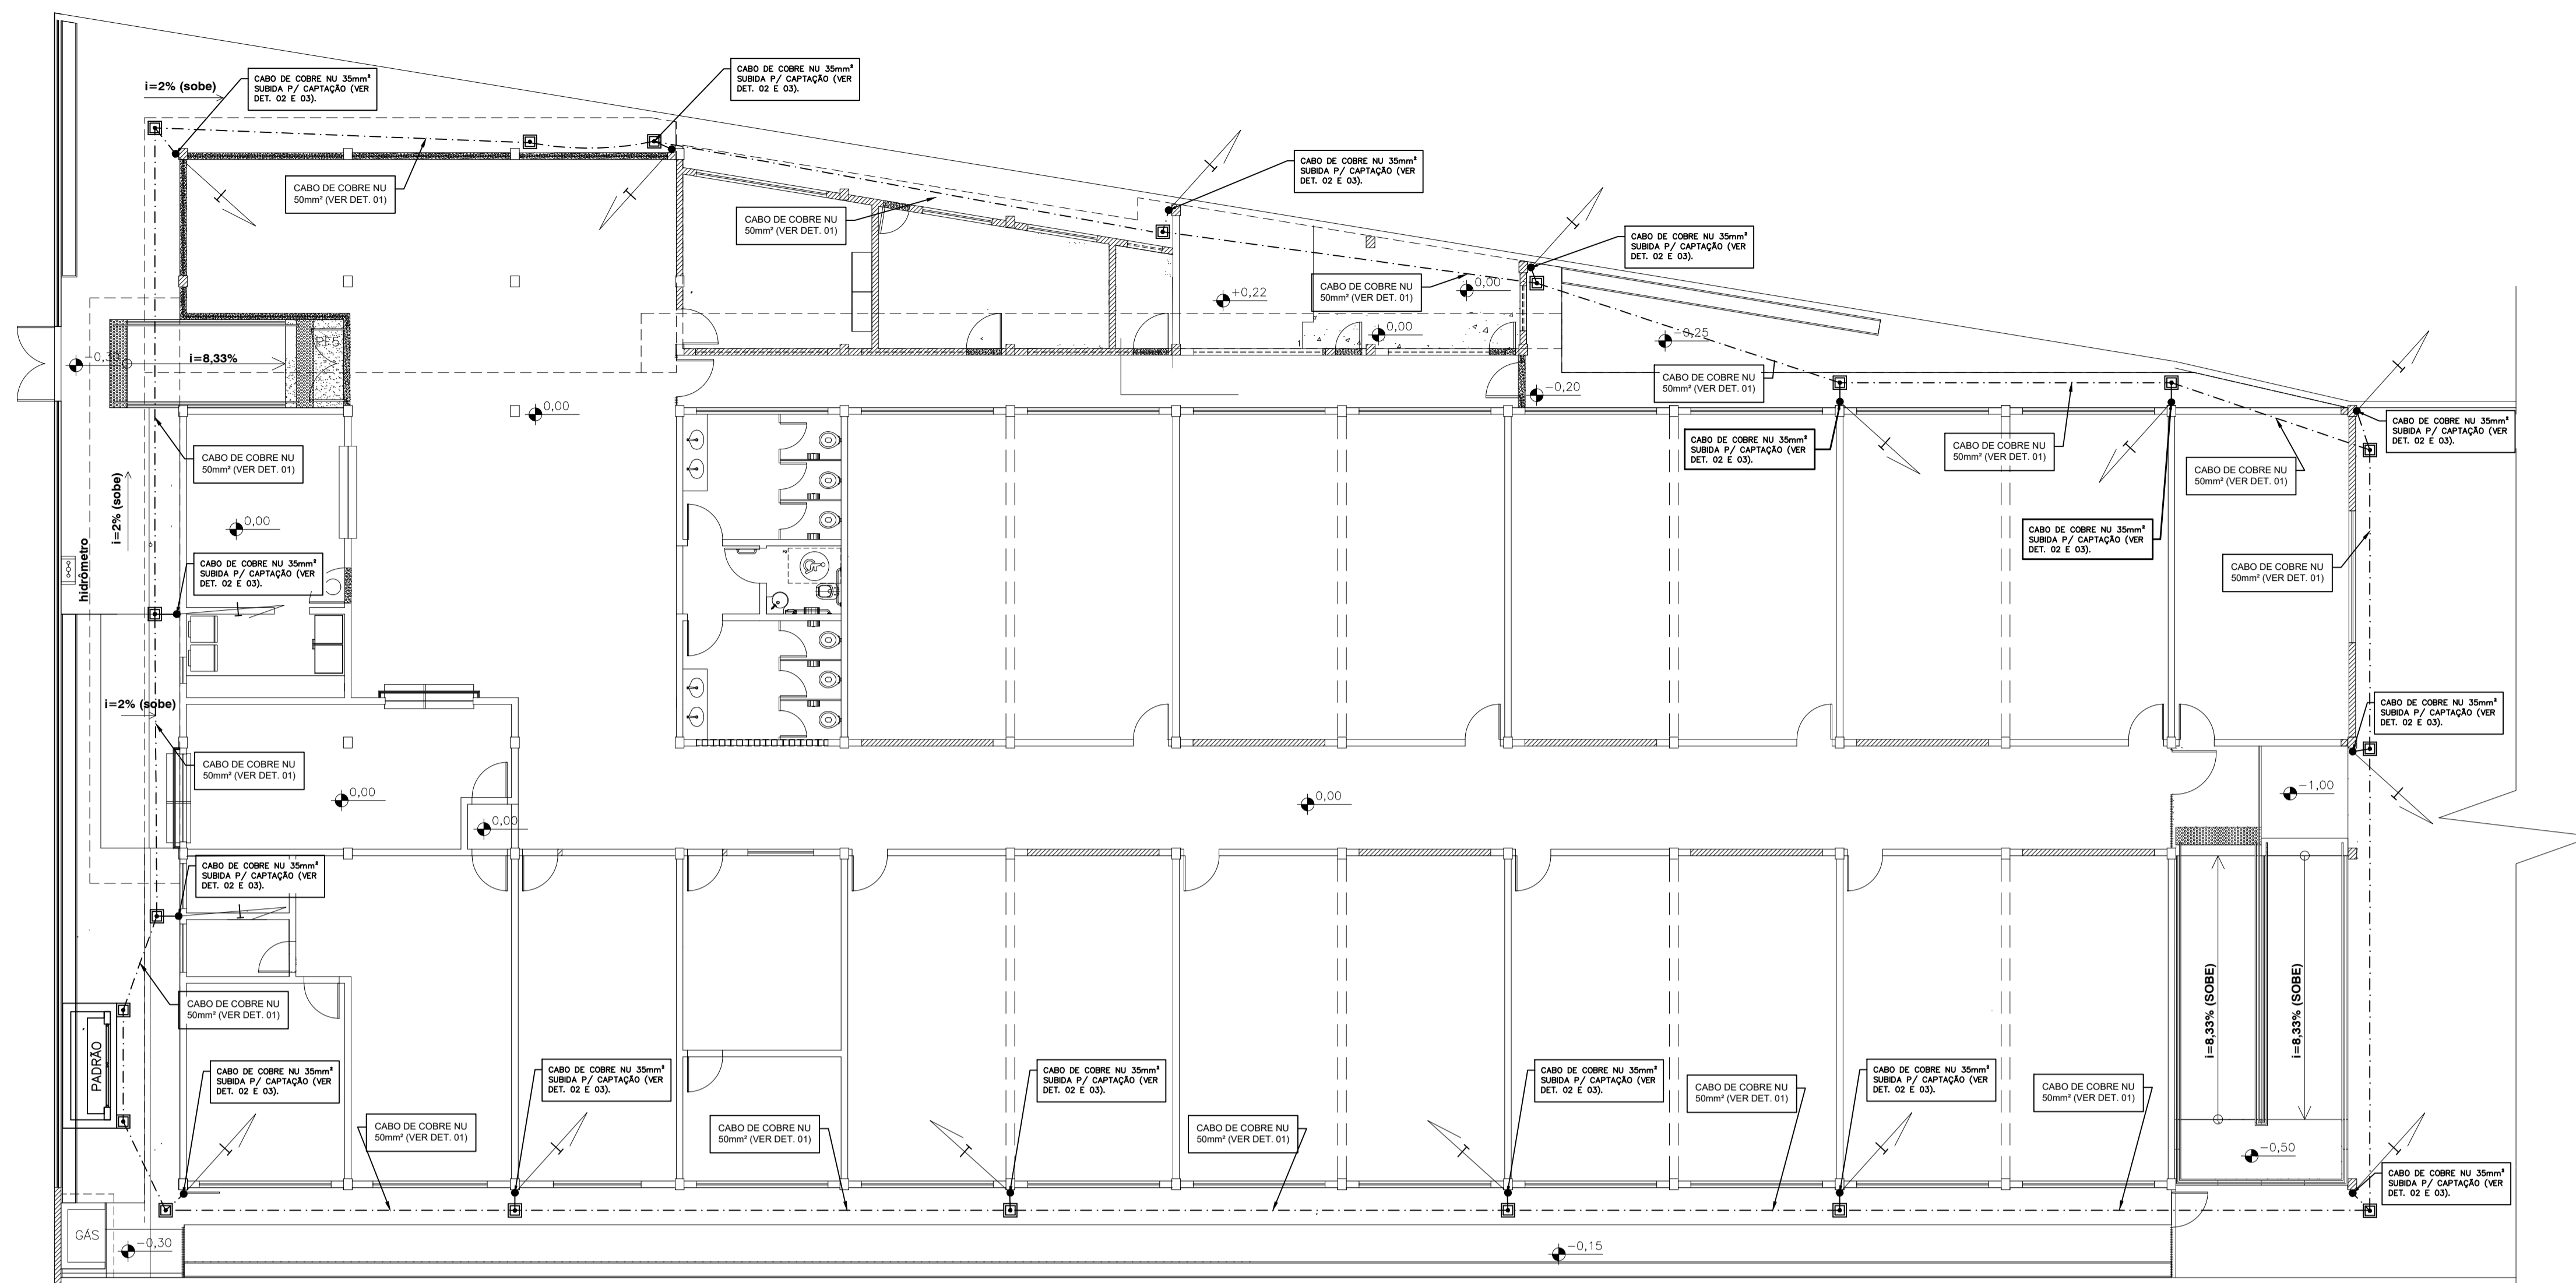 CABO DE COBRE NU 35mm²
SUBIDA P/ CAPTAÇÃO (VER
DET. 02 E 03).
CABO DE COBRE NU 35mm²
SUBIDA P/ CAPTAÇÃO (VER
DET. 02 E 03).
i=2% (sobe)
CABO DE COBRE NU
50mm² (VER DET. 01)
CABO DE COBRE NU 35mm²
SUBIDA P/ CAPTAÇÃO (VER
DET. 02 E 03).
CABO DE COBRE NU
50mm² (VER DET. 01)
CABO DE COBRE NU 35mm²
SUBIDA P/ CAPTAÇÃO (VER
DET. 02 E 03).
CABO DE COBRE NU
50mm² (VER DET. 01)
0,00
+0,22
0,00
-0,25
-0,30
i=8,33%
CABO DE COBRE NU
50mm² (VER DET. 01)
-0,20
0,00
CABO DE COBRE NU 35mm²
SUBIDA P/ CAPTAÇÃO (VER
DET. 02 E 03).
CABO DE COBRE NU 35mm²
SUBIDA P/ CAPTAÇÃO (VER
DET. 02 E 03).
CABO DE COBRE NU
50mm² (VER DET. 01)
CABO DE COBRE NU
50mm² (VER DET. 01)
CABO DE COBRE NU
50mm² (VER DET. 01)
i=2% (sobe)
0,00
CABO DE COBRE NU 35mm²
SUBIDA P/ CAPTAÇÃO (VER
DET. 02 E 03).
hidrômetro
CABO DE COBRE NU 35mm²
SUBIDA P/ CAPTAÇÃO (VER
DET. 02 E 03).
CABO DE COBRE NU
50mm² (VER DET. 01)
i=2% (sobe)
CABO DE COBRE NU 35mm²
SUBIDA P/ CAPTAÇÃO (VER
DET. 02 E 03).
CABO DE COBRE NU
50mm² (VER DET. 01)
0,00
0,00
0,00
-1,00
CABO DE COBRE NU 35mm²
SUBIDA P/ CAPTAÇÃO (VER
DET. 02 E 03).
CABO DE COBRE NU
50mm² (VER DET. 01)
i=8,33% (SOBE)
i=8,33% (SOBE)
PADRÃO
CABO DE COBRE NU 35mm²
SUBIDA P/ CAPTAÇÃO (VER
DET. 02 E 03).
CABO DE COBRE NU 35mm²
SUBIDA P/ CAPTAÇÃO (VER
DET. 02 E 03).
CABO DE COBRE NU 35mm²
SUBIDA P/ CAPTAÇÃO (VER
DET. 02 E 03).
CABO DE COBRE NU 35mm²
SUBIDA P/ CAPTAÇÃO (VER
DET. 02 E 03).
CABO DE COBRE NU 35mm²
SUBIDA P/ CAPTAÇÃO (VER
DET. 02 E 03).
CABO DE COBRE NU
50mm² (VER DET. 01)
CABO DE COBRE NU
50mm² (VER DET. 01)
CABO DE COBRE NU
50mm² (VER DET. 01)
CABO DE COBRE NU
50mm² (VER DET. 01)
CABO DE COBRE NU
50mm² (VER DET. 01)
-0,50
CABO DE COBRE NU 35mm²
SUBIDA P/ CAPTAÇÃO (VER
DET. 02 E 03).
GÁS
-0,30
-0,15